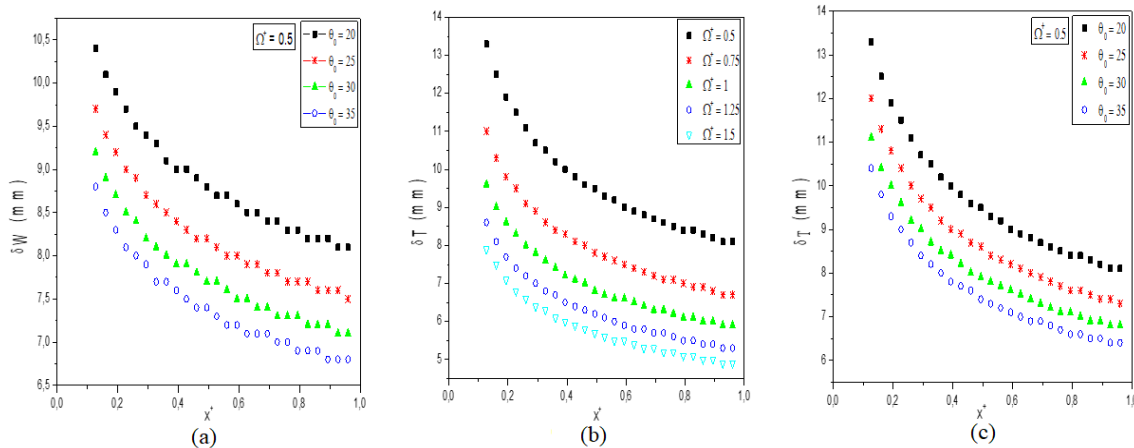 Ω⁺ = 0.5
θ₀ = 20
θ₀ = 25
θ₀ = 30
θ₀ = 35
10,5
10,0
9,5
9,0
8,5
8,0
7,5
7,0
6,5
δW (mm)
0,0 0,2 0,4 0,6 0,8 1,0
x⁺
(a)
Ω⁺ = 0.5
Ω⁺ = 0.75
Ω⁺ = 1
Ω⁺ = 1.25
Ω⁺ = 1.5
14
13
12
11
10
9
8
7
6
5
δT (mm)
0,0 0,2 0,4 0,6 0,8 1,0
x⁺
(b)
Ω⁺ = 0.5
θ₀ = 20
θ₀ = 25
θ₀ = 30
θ₀ = 35
13
12
11
10
9
8
7
6
δT (mm)
0,0 0,2 0,4 0,6 0,8 1,0
x⁺
(c)